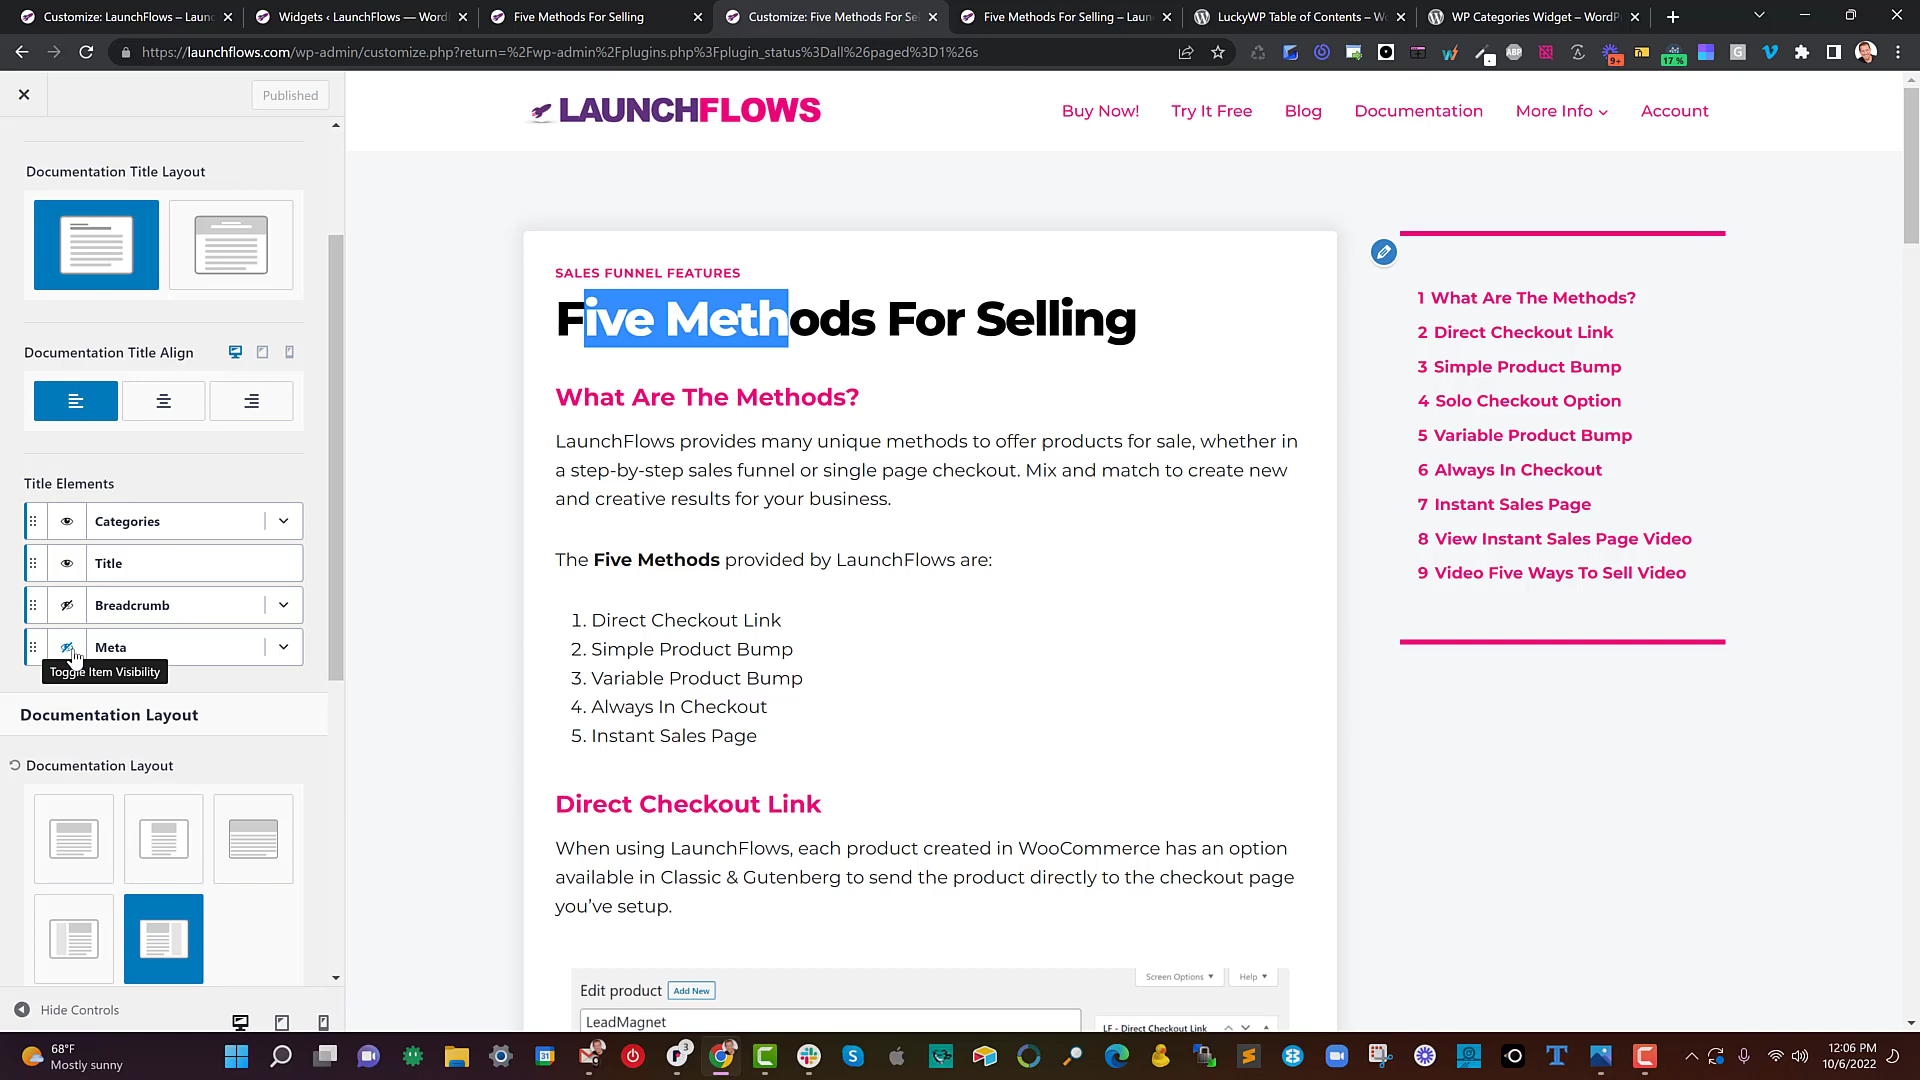 Customize: LaunchFlows – Laun
Widgets ‹ LaunchFlows — Word
Five Methods For Selling
Customize: Five Methods For Se
Five Methods For Selling – Laun
LuckyWP Table of Contents – W
WP Categories Widget – WordP
https://launchflows.com/wp-admin/customize.php?return=%2Fwp-admin%2Fplugins.php%3Fplugin_status%3Dall%26paged%3D1%26s
9+
17 %
Published
LAUNCHFLOWS
Buy Now!
Try It Free
Blog
Documentation
More Info
Account
Documentation Title Layout
Documentation Title Align
Title Elements
Categories
Title
Breadcrumb
Meta
Toggle Item Visibility
Documentation Layout
Documentation Layout
Hide Controls
SALES FUNNEL FEATURES
Five Methods For Selling
What Are The Methods?
LaunchFlows provides many unique methods to offer products for sale, whether in
a step-by-step sales funnel or single page checkout. Mix and match to create new
and creative results for your business.
The Five Methods provided by LaunchFlows are:
1. Direct Checkout Link
2. Simple Product Bump
3. Variable Product Bump
4. Always In Checkout
5. Instant Sales Page
Direct Checkout Link
When using LaunchFlows, each product created in WooCommerce has an option
available in Classic & Gutenberg to send the product directly to the checkout page
you've setup.
Screen Options
Help
Edit product
Add New
LeadMagnet
LF - Direct Checkout Link
1 What Are The Methods?
2 Direct Checkout Link
3 Simple Product Bump
4 Solo Checkout Option
5 Variable Product Bump
6 Always In Checkout
7 Instant Sales Page
8 View Instant Sales Page Video
9 Video Five Ways To Sell Video
68°F
Mostly sunny
12:06 PM
10/6/2022